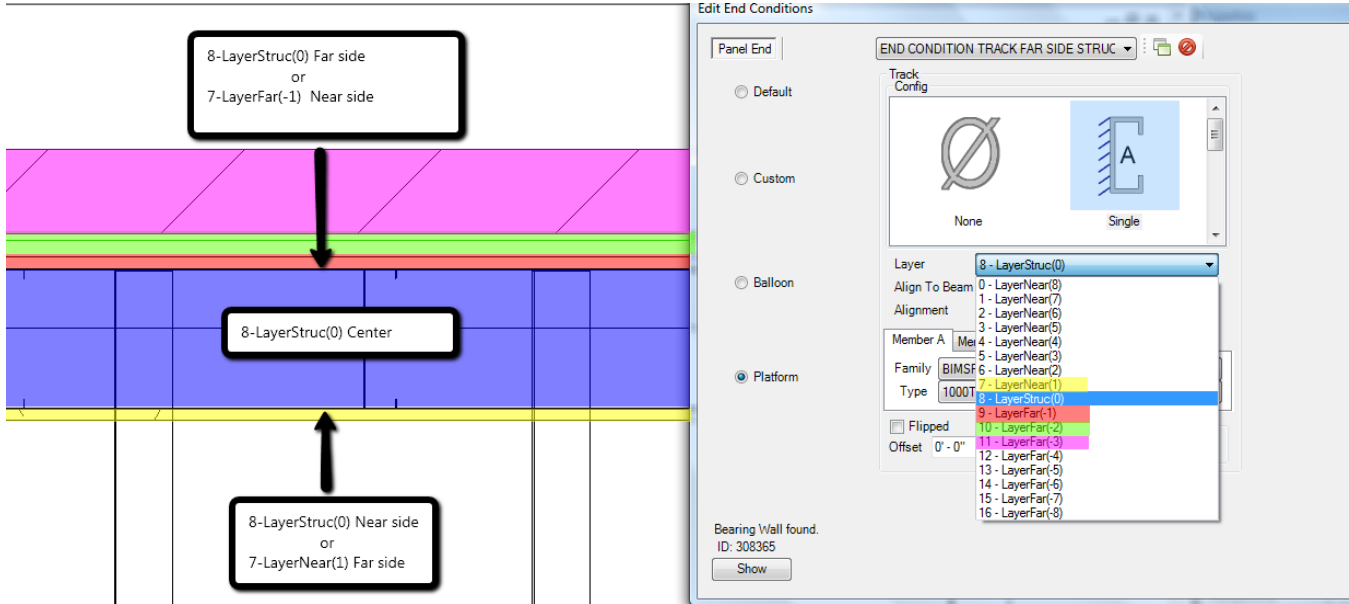 8-LayerStruc(0) Far side
or
7-LayerFar(-1) Near side
8-LayerStruc(0) Center
8-LayerStruc(0) Near side
or
7-LayerNear(1) Far side
Edit End Conditions
Panel End
END CONDITION TRACK FAR SIDE STRUC
Default
Custom
Balloon
Platform
Track
Config
A
None
Single
Layer
8 - LayerStruc(0)
Align To Beam
Alignment
0 - LayerNear(8)
1 - LayerNear(7)
2 - LayerNear(6)
3 - LayerNear(5)
4 - LayerNear(4)
5 - LayerNear(3)
6 - LayerNear(2)
7 - LayerNear(1)
8 - LayerStruc(0)
9 - LayerFar(-1)
10 - LayerFar(-2)
11 - LayerFar(-3)
12 - LayerFar(-4)
13 - LayerFar(-5)
14 - LayerFar(-6)
15 - LayerFar(-7)
16 - LayerFar(-8)
Member A
Family
Type
Flipped
Offset 0' - 0"
Bearing Wall found.
ID: 308365
Show